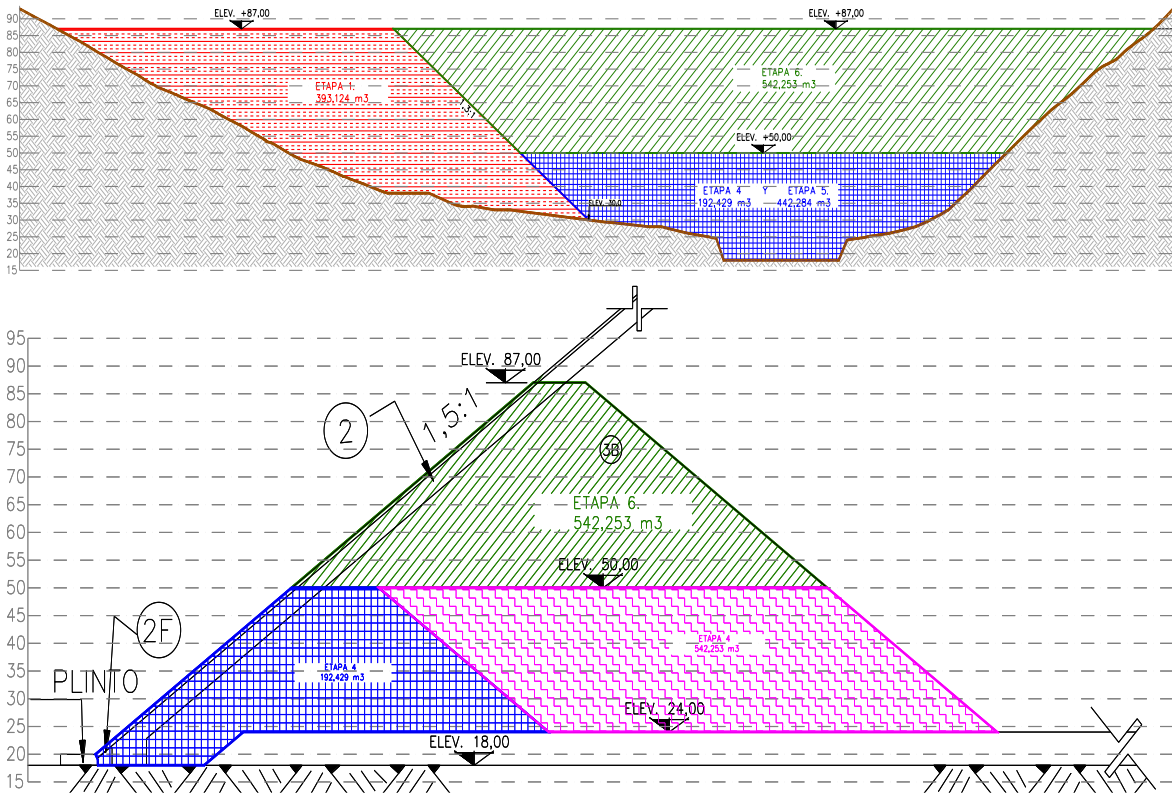 ELEV. +87,00
ELEV. +87,00
90
85
80
75
70
65
60
55
50
45
40
35
30
25
20
15
ETAPA 1.
393,124 m3
ETAPA 6.
542,253 m3
ELEV. +50,00
ETAPA 4 Y ETAPA 5.
192,429 m3 442,284 m3
95
90
85
80
75
70
65
60
55
50
45
40
35
30
25
20
15
ELEV. 87,00
2
1,5:1
3B
ETAPA 6.
542,253 m3
ELEV. 50,00
2F
ETAPA 4
192,429 m3
ETAPA 4
542,253 m3
PLINTO
ELEV. 24,00
ELEV. 18,00